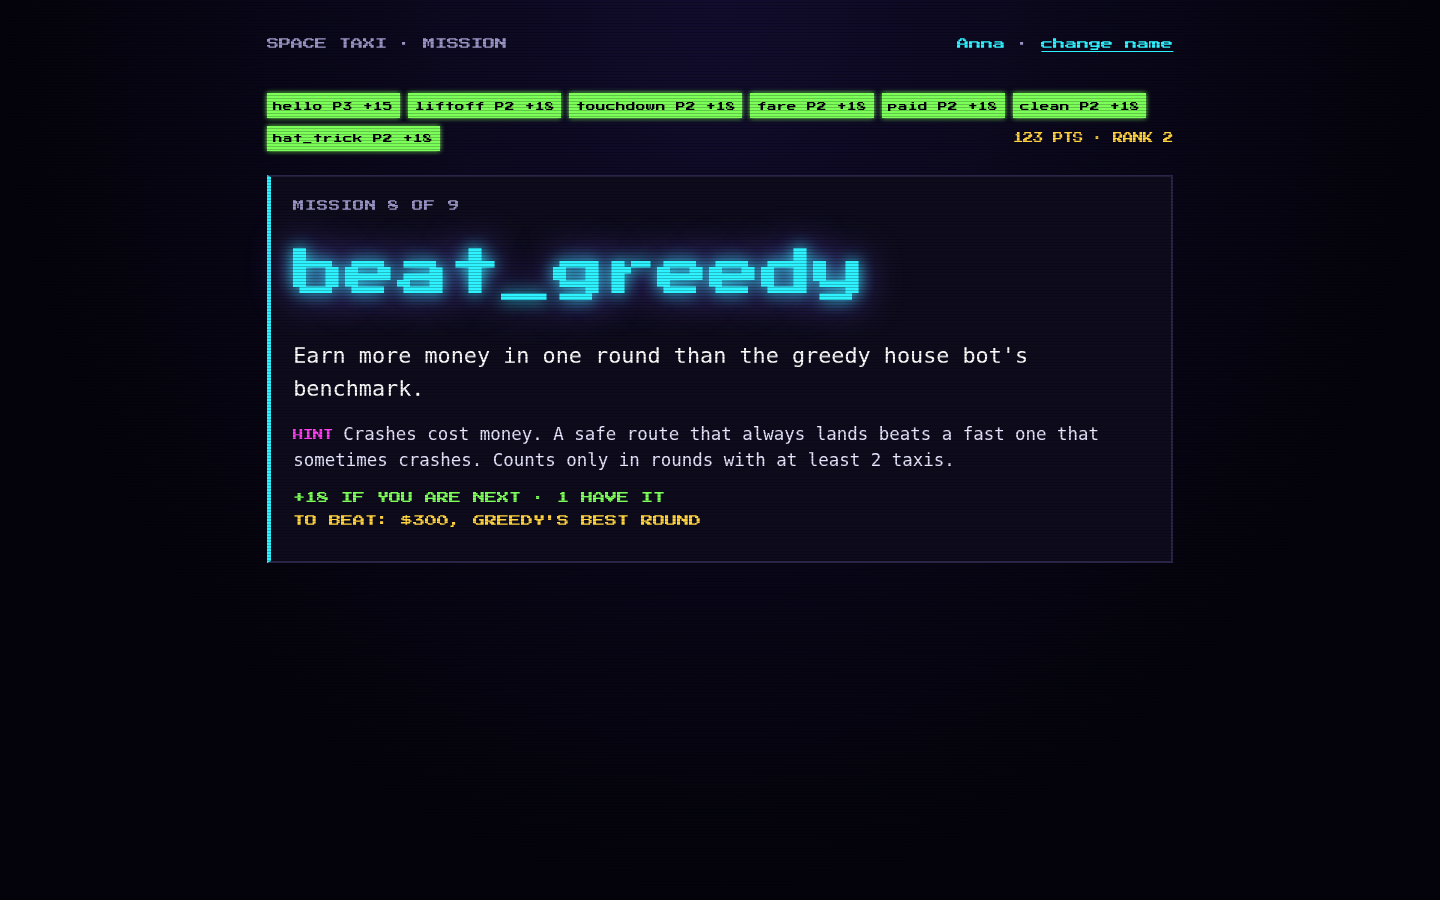 SPACE TAXI · MISSION
Anna · change name
hello P3 +15 liftoff P2 +18 touchdown P2 +18 fare P2 +18 paid P2 +18 clean P2 +18
hat_trick P2 +18
123 PTS · RANK 2
MISSION 8 OF 9
beat_greedy
Earn more money in one round than the greedy house bot's
benchmark.
HINT Crashes cost money. A safe route that always lands beats a fast one that
sometimes crashes. Counts only in rounds with at least 2 taxis.
+18 IF YOU ARE NEXT · 1 HAVE IT
TO BEAT: $300, GREEDY'S BEST ROUND